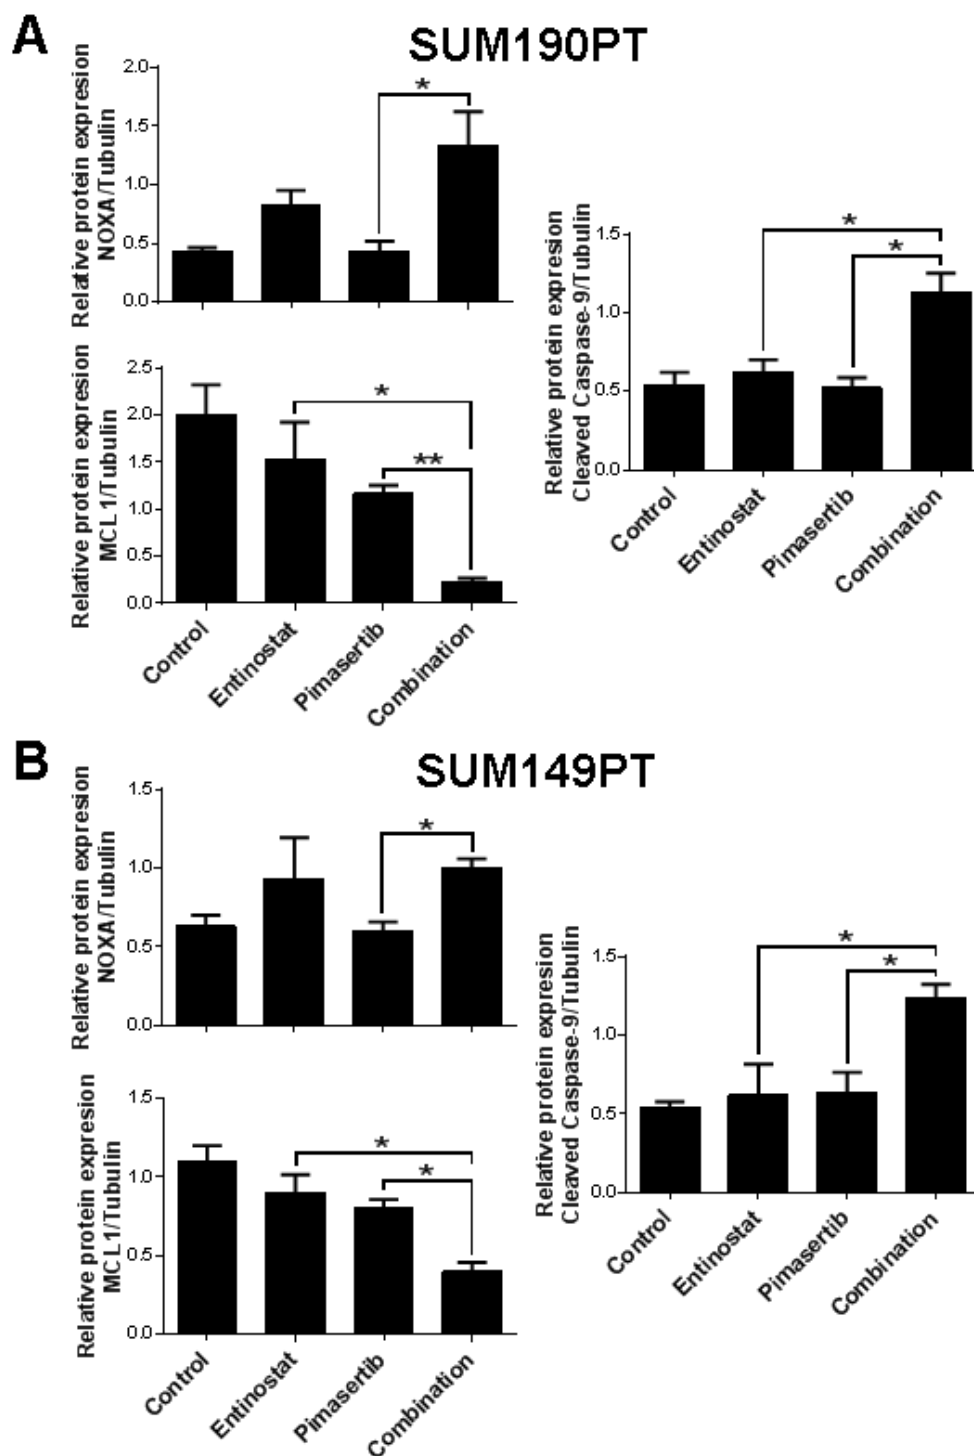 A
SUM190PT
Relative protein expresion
NOXA/Tubulin
2.0
1.5
1.0
0.5
0.0
*
Relative protein expresion
MCL1/Tubulin
2.5
2.0
1.5
1.0
0.5
0.0
*
**
Control
Entinostat
Pimasertib
Combination
Relative protein expresion
Cleaved Caspase-9/Tubulin
1.5
1.0
0.5
0.0
*
*
Control
Entinostat
Pimasertib
Combination
B
SUM149PT
Relative protein expresion
NOXA/Tubulin
1.5
1.0
0.5
0.0
*
Relative protein expresion
MCL1/Tubulin
1.5
1.0
0.5
0.0
*
*
Control
Entinostat
Pimasertib
Combination
Relative protein expresion
Cleaved Caspase-9/Tubulin
1.5
1.0
0.5
0.0
*
*
Control
Entinostat
Pimasertib
Combination